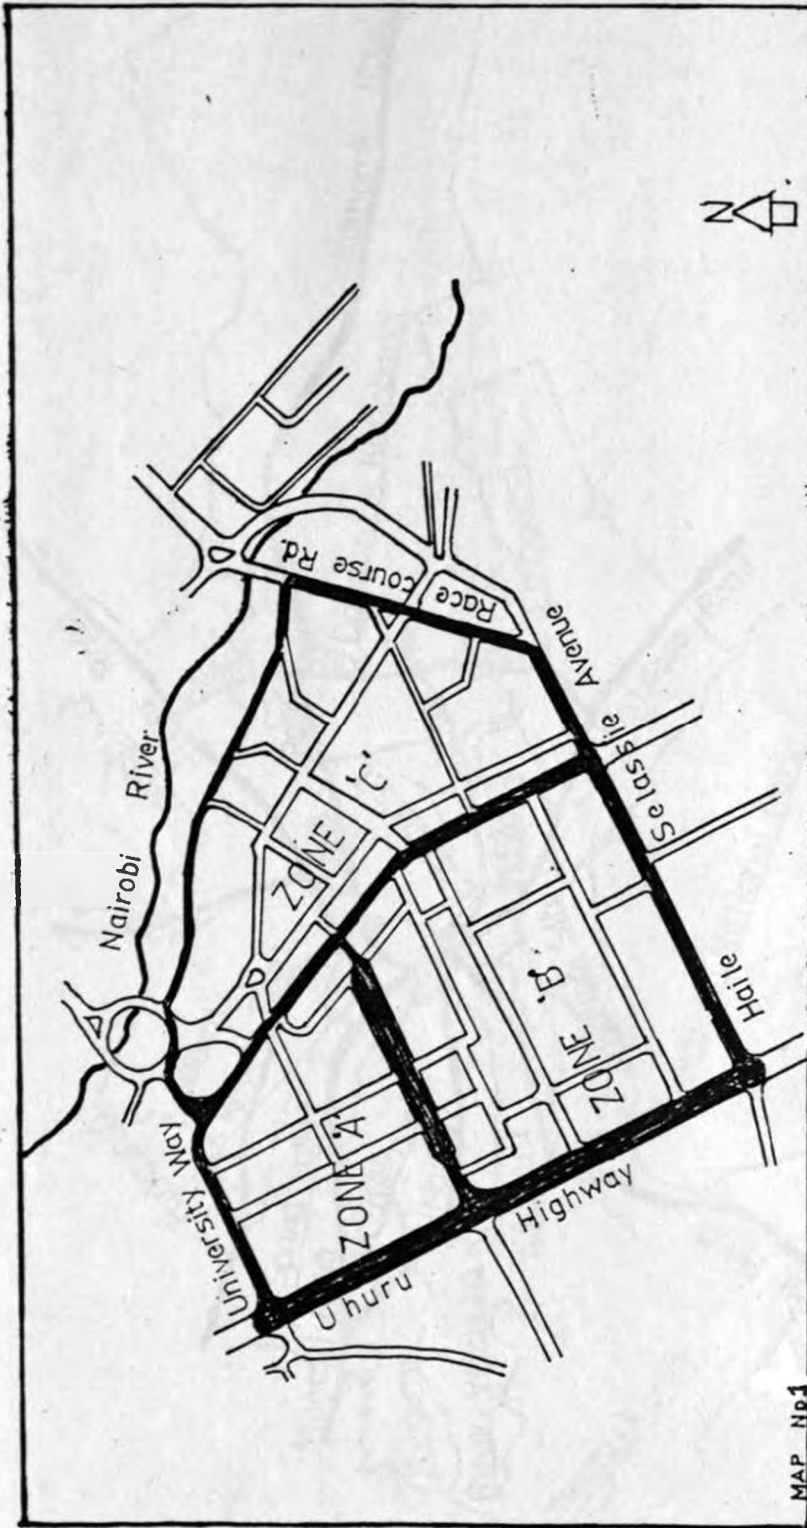 N
Nairobi River
University Way
Race course Rd.
ZONE 'C'
ZONE 'A'
ZONE 'B'
Uhuru Highway
Haile Selassie Avenue
MAP No1